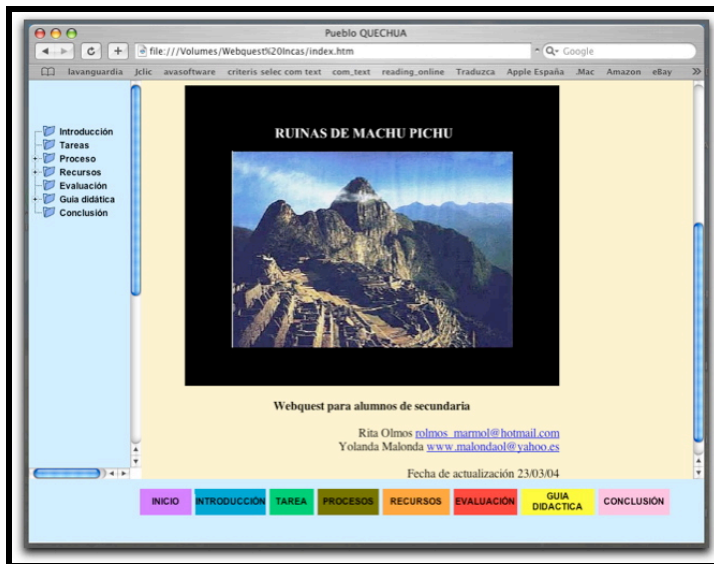 Pueblo QUECHUA
file:///Volumes/Webquest%20Incas/index.htm
Google
lavanguardia Jclic avasoftware criteris selec com text com_text reading_online Traduzca Apple España .Mac Amazon eBay
Introducción
Tareas
Proceso
Recursos
Evaluación
Guia didática
Conclusión
RUINAS DE MACHU PICHU
Webquest para alumnos de secundaria
Rita Olmos rolmos_marmol@hotmail.com
Yolanda Malonda www.malondaol@yahoo.es
Fecha de actualización 23/03/04
INICIO INTRODUCCIÓN TAREA PROCESOS RECURSOS EVALUACIÓN GUIA DIDACTICA CONCLUSIÓN